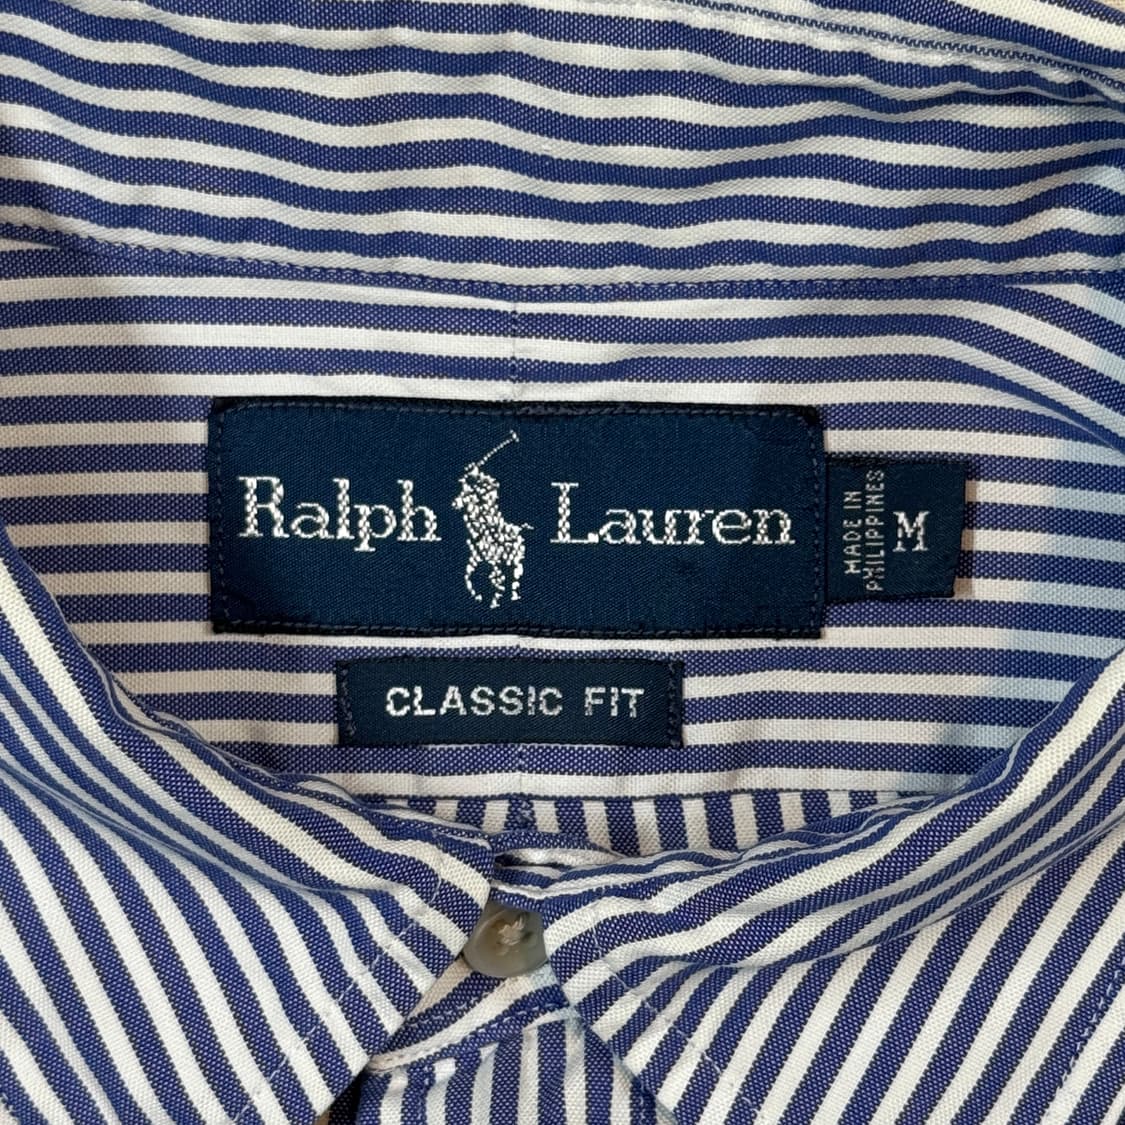 Ralph Lauren
MADE IN
PHILIPPINES
M
CLASSIC FIT